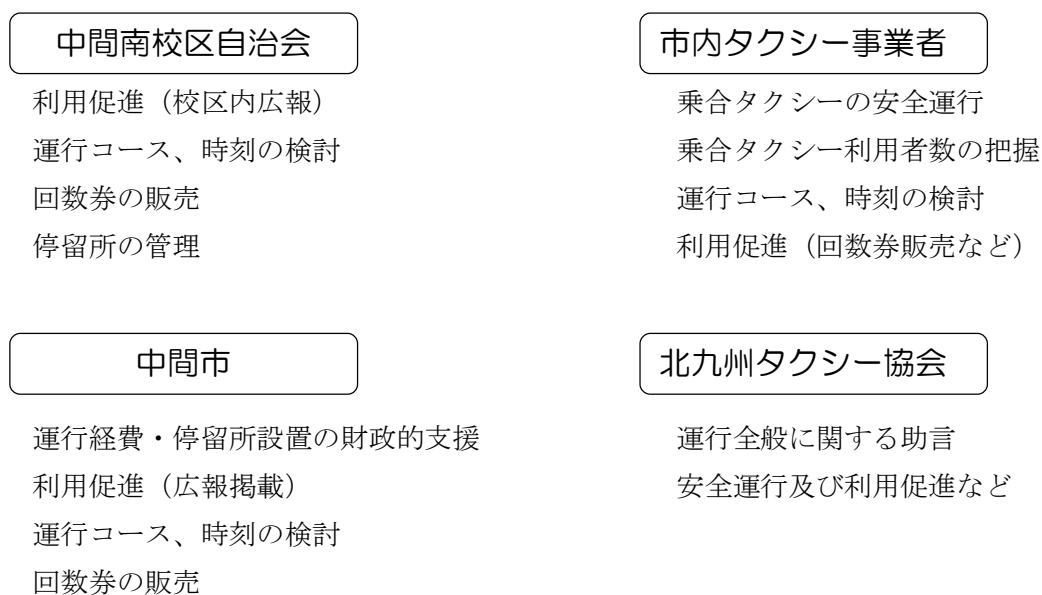 中間南校区自治会
利用促進（校区内広報）
運行コース、時刻の検討
回数券の販売
停留所の管理
市内タクシー事業者
乗合タクシーの安全運行
乗合タクシー利用者数の把握
運行コース、時刻の検討
利用促進（回数券販売など）
中間市
運行経費・停留所設置の財政的支援
利用促進（広報掲載）
運行コース、時刻の検討
回数券の販売
北九州タクシー協会
運行全般に関する助言
安全運行及び利用促進など